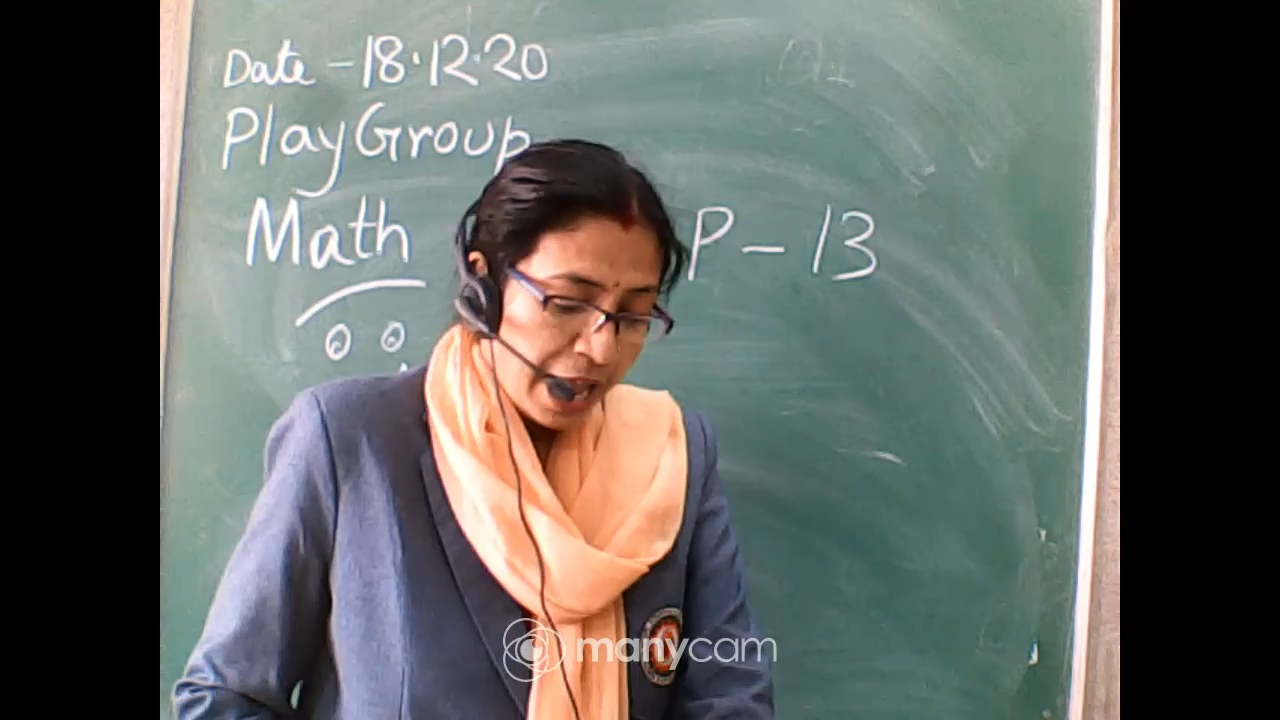 Date - 18.12.20
PlayGroup
Math
P - 13
manycam